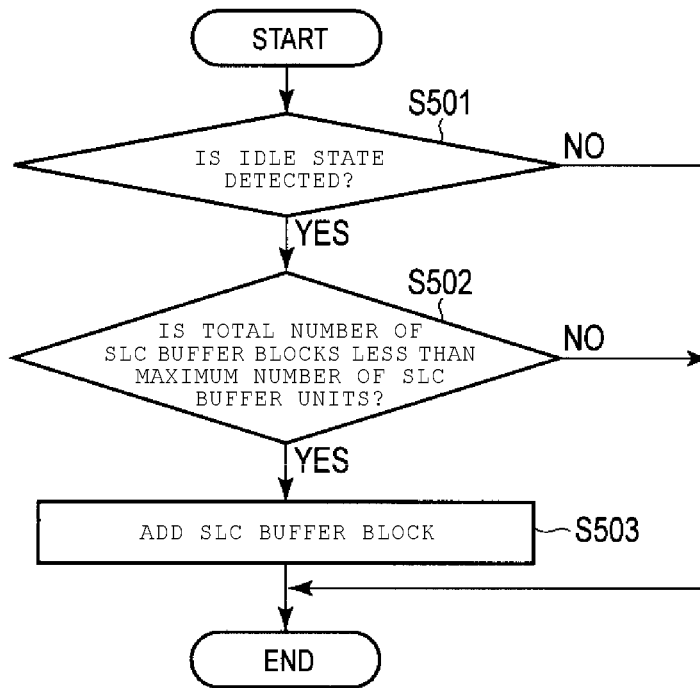 START
S501
IS IDLE STATE
DETECTED?
NO
YES
S502
IS TOTAL NUMBER OF
SLC BUFFER BLOCKS LESS THAN
MAXIMUM NUMBER OF SLC
BUFFER UNITS?
NO
YES
ADD SLC BUFFER BLOCK
S503
END